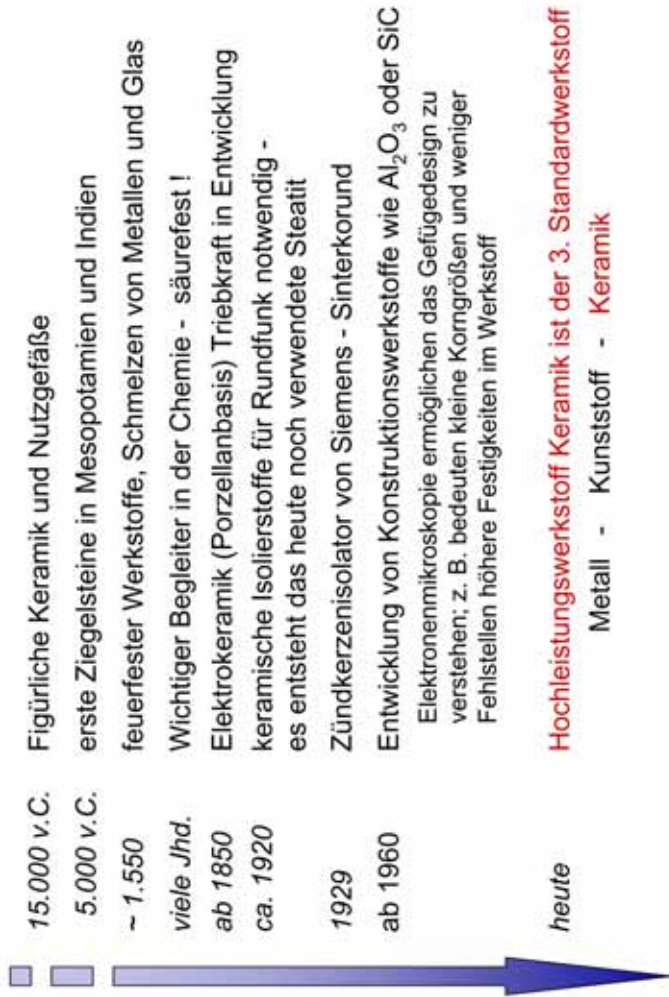 15.000 v.C. Figürliche Keramik und Nutzgefäße
5.000 v.C. erste Ziegelsteine in Mesopotamien und Indien
~ 1.550 feuerfester Werkstoffe, Schmelzen von Metallen und Glas
viele Jhd. Wichtiger Begleiter in der Chemie - säurefest !
ab 1850 Elektrokeramik (Porzellanbasis) Triebkraft in Entwicklung
ca. 1920 keramische Isolierstoffe für Rundfunk notwendig -
es entsteht das heute noch verwendete Steatit
1929 Zündkerzenisolator von Siemens - Sinterkorund
ab 1960 Entwicklung von Konstruktionswerkstoffe wie Al₂O₃ oder SiC
Elektronenmikroskopie ermöglichen das Gefügedesign zu
verstehen; z. B. bedeuten kleine Korngrößen und weniger
Fehlstellen höhere Festigkeiten im Werkstoff
heute Hochleistungswerkstoff Keramik ist der 3. Standardwerkstoff
Metall - Kunststoff - Keramik